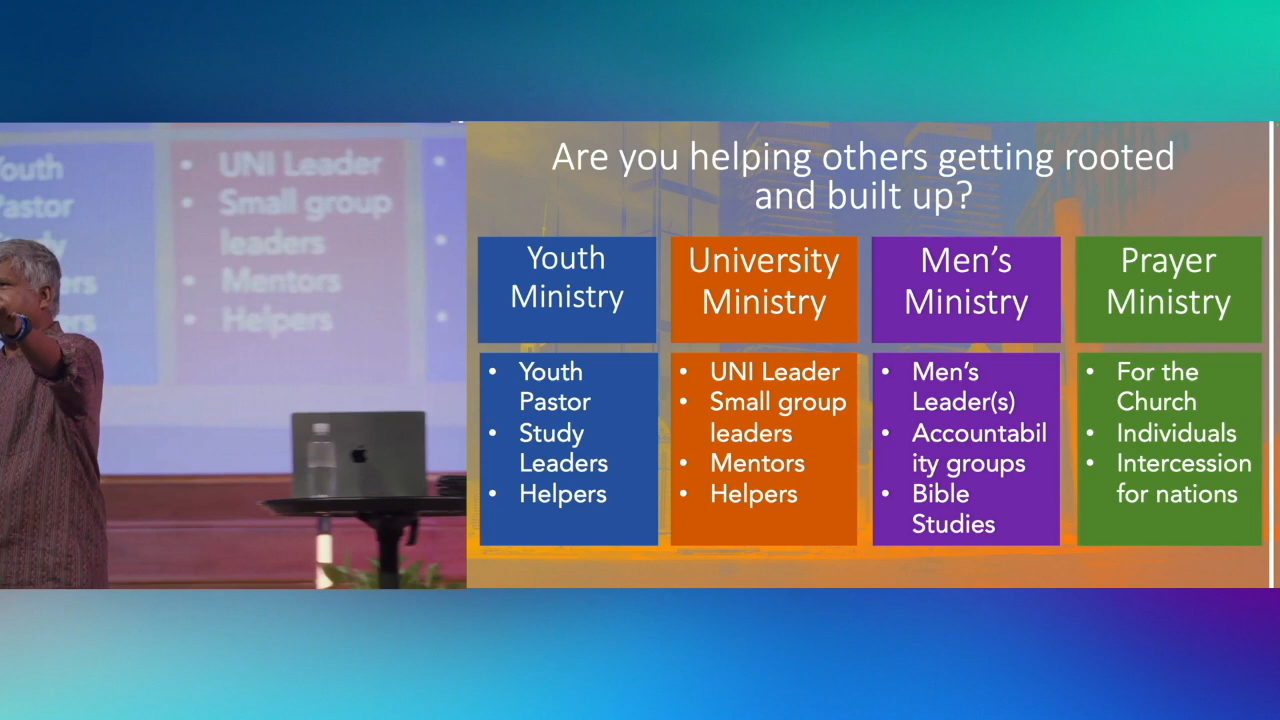 Youth
Pastor
• UNI Leader
• Small group
leaders
• Mentors
• Helpers
Are you helping others getting rooted
and built up?
Youth
Ministry
• Youth
Pastor
• Study
Leaders
• Helpers
University
Ministry
• UNI Leader
• Small group
leaders
• Mentors
• Helpers
Men’s
Ministry
• Men’s
Leader(s)
• Accountabil
ity groups
• Bible
Studies
Prayer
Ministry
• For the
Church
• Individuals
• Intercession
for nations